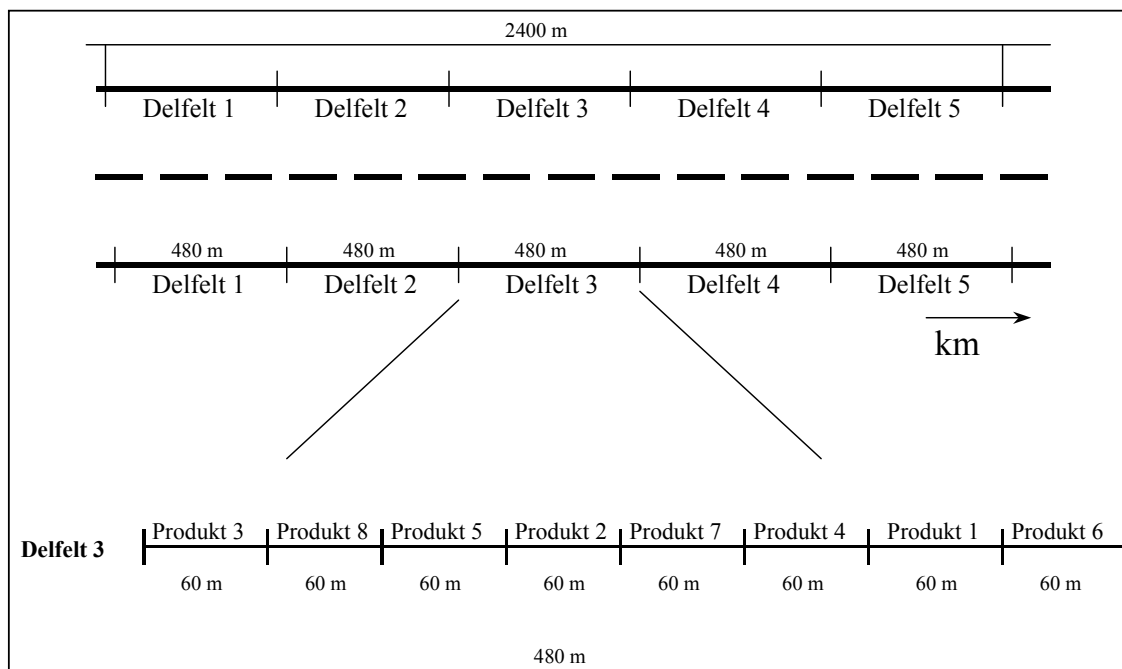 2400 m
Delfelt 1 Delfelt 2 Delfelt 3 Delfelt 4 Delfelt 5
480 m 480 m 480 m 480 m 480 m
Delfelt 1 Delfelt 2 Delfelt 3 Delfelt 4 Delfelt 5
km
Produkt 3 Produkt 8 Produkt 5 Produkt 2 Produkt 7 Produkt 4 Produkt 1 Produkt 6
Delfelt 3
60 m 60 m 60 m 60 m 60 m 60 m 60 m 60 m
480 m